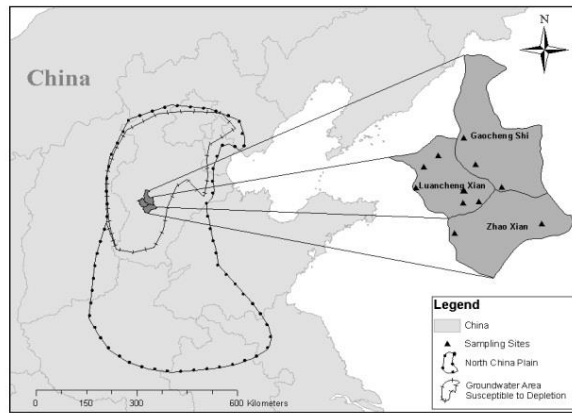 China
N
Gaocheng Shi
Luancheng Xian
Zhao Xian
Legend
China
Sampling Sites
North China Plain
Groundwater Area
Susceptible to Depletion
0 150 300 600 Kilometers